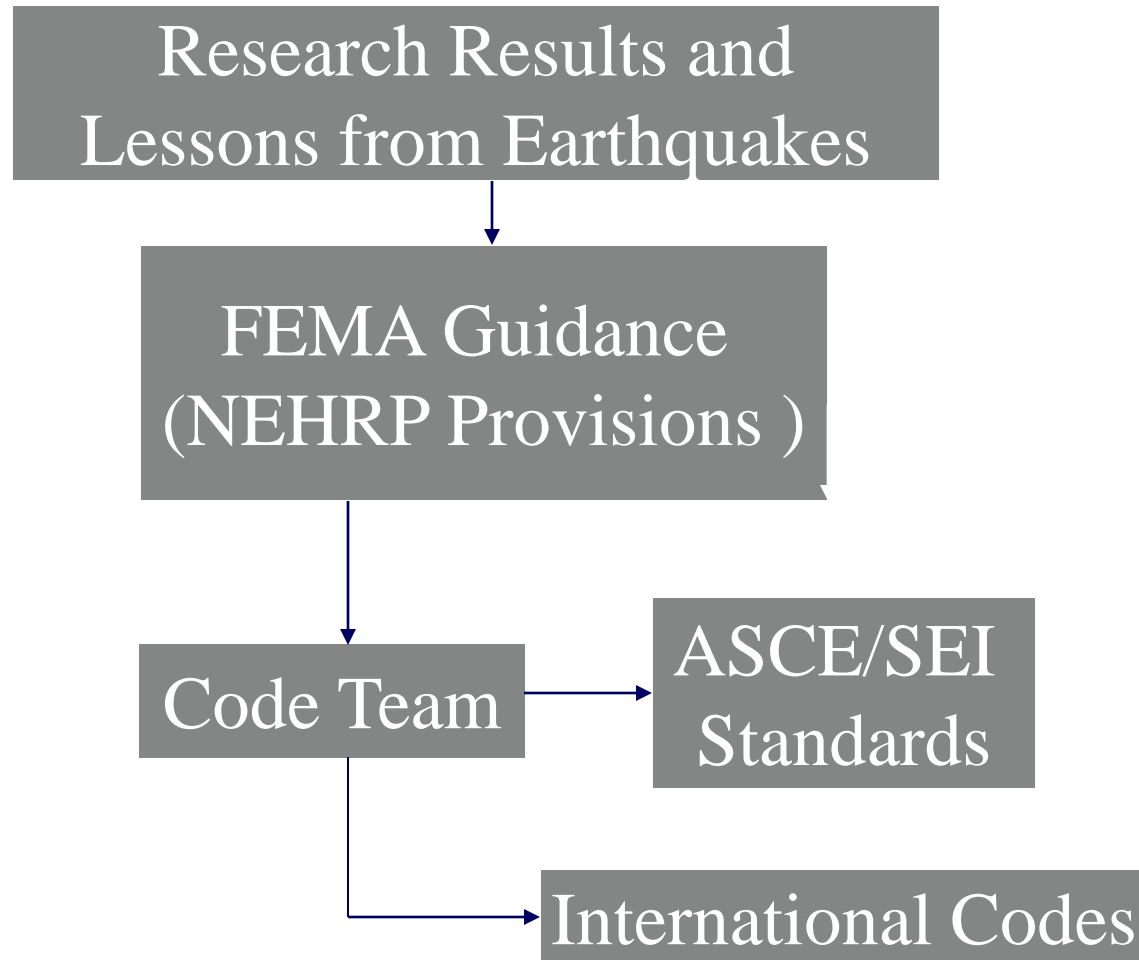 Research Results and
Lessons from Earthquakes
FEMA Guidance
(NEHRP Provisions )
Code Team
ASCE/SEI
Standards
International Codes